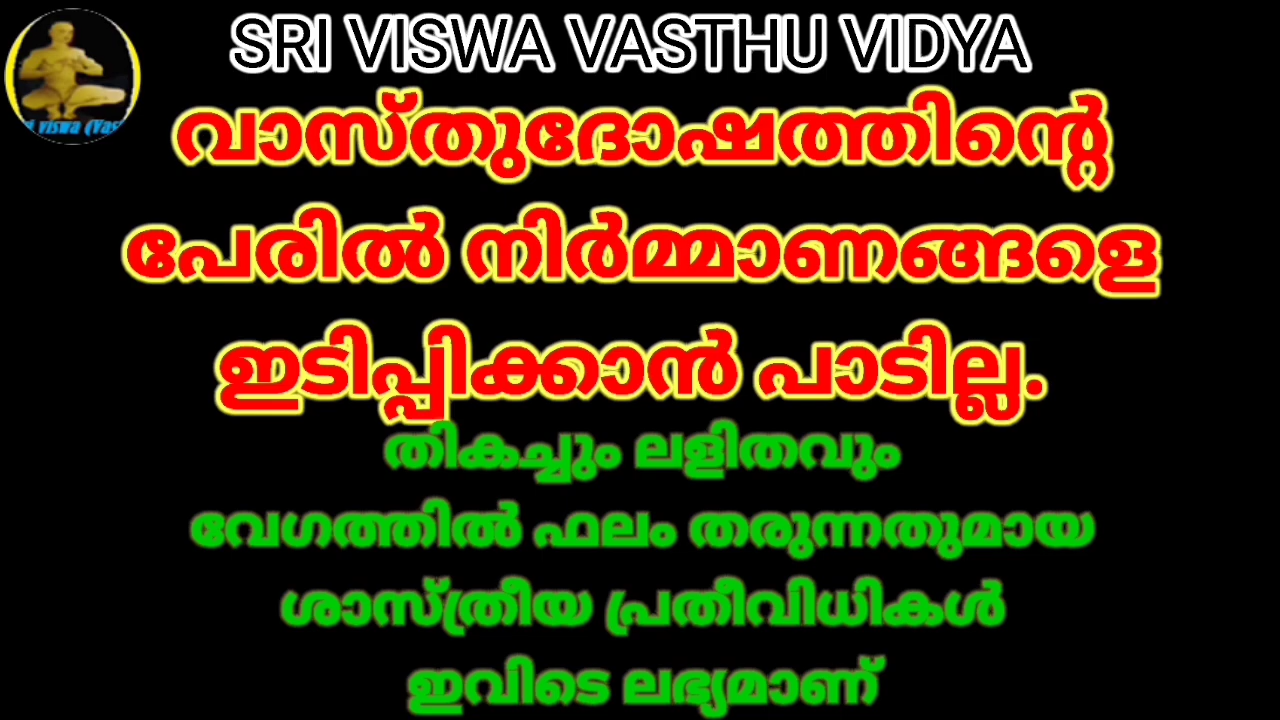 SRI VISWA VASTHU VIDYA
വാസ്തുദോഷത്തിന്റെ
പേരിൽ നിർമ്മാണങ്ങളെ
ഇടിപ്പിക്കാൻ പാടില്ല.
തികച്ചും ലളിതവും
വേഗത്തിൽ ഫലം തരുന്നതുമായ
ശാസ്ത്രീയ പ്രതീവിധികൾ
ഇവിടെ ലഭ്യമാണ്
viswa